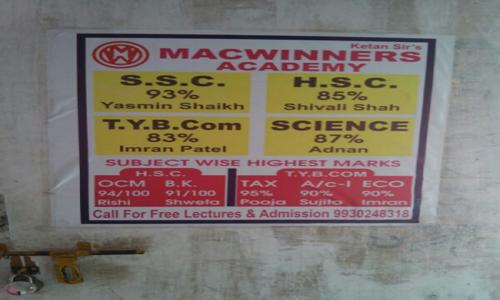 Ketan Sir's
MACWINNERS
ACADEMY
S.S.C.
93%
Yasmin Shaikh
H.S.C.
85%
Shivali Shah
T.Y.B.Com
83%
Imran Patel
SCIENCE
87%
Adnan
SUBJECT WISE HIGHEST MARKS
H.S.C.
OCM B.K.
94/100 91/100
Rishi Shweta
T.Y.B.COM
TAX A/c-I ECO
95% 90% 90%
Pooja Sujito Imran
Call For Free Lectures & Admission 9930248318